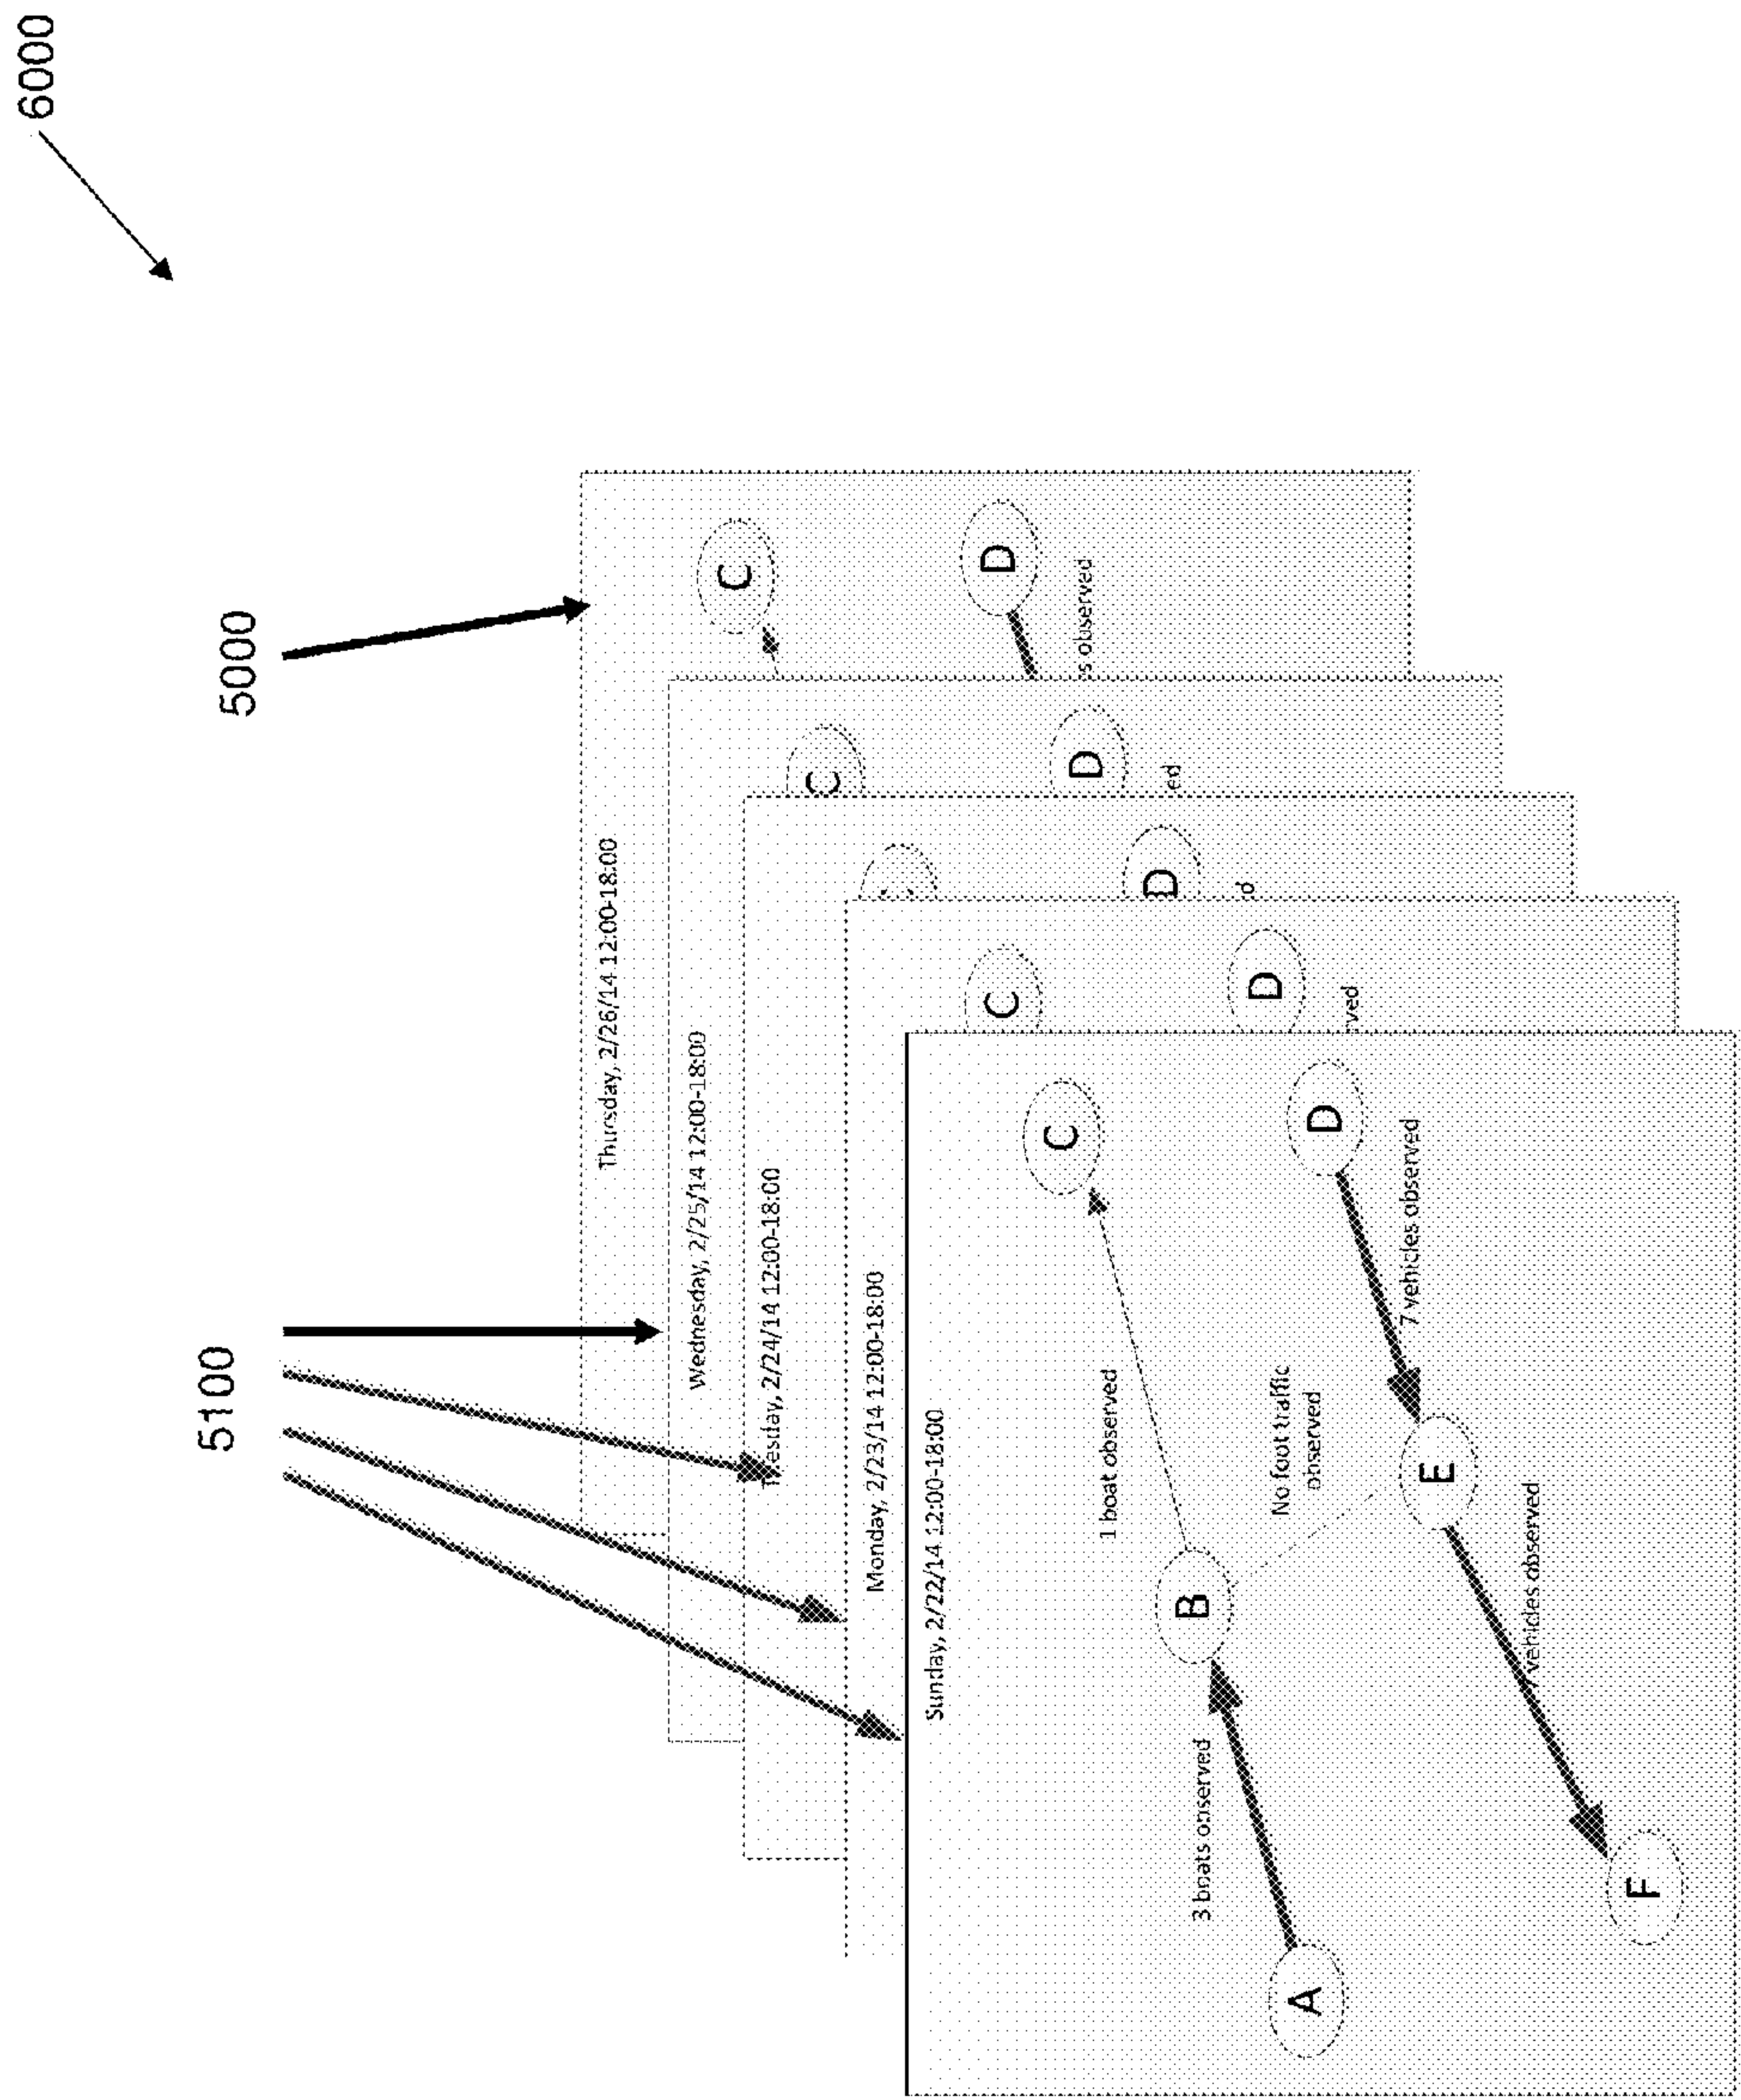 6000
5000
5100
Thursday, 2/26/14 12:00-18:00
C
D
s observed
Wednesday, 2/25/14 12:00-18:00
C
D
ed
Tuesday, 2/24/14 12:00-18:00
D
d
Monday, 2/23/14 12:00-18:00
C
D
rved
Sunday, 2/22/14 12:00-18:00
C
1 boat observed
B
3 boats observed
No foot traffic
observed
A
D
7 vehicles observed
E
7 vehicles observed
F